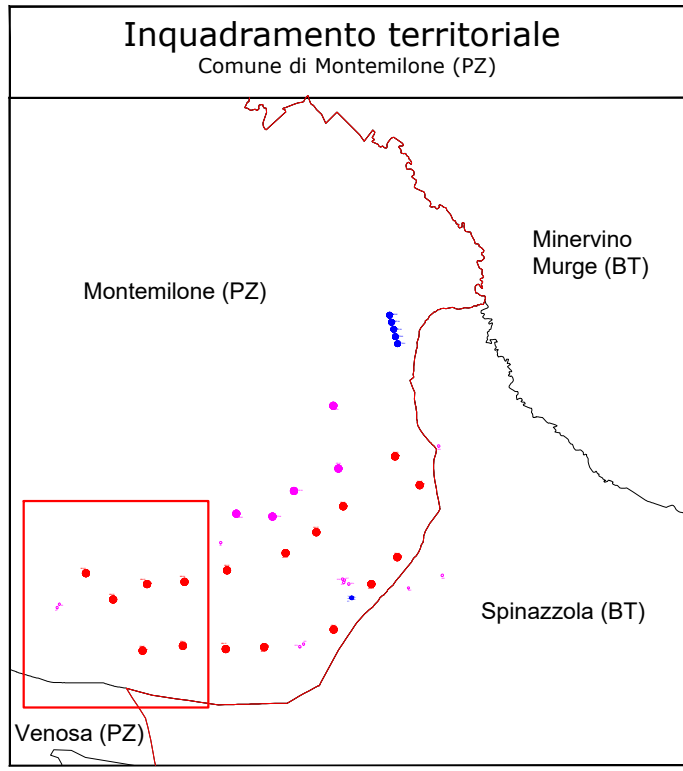 Inquadramento territoriale
Comune di Montemilone (PZ)
Minervino
Murge (BT)
Montemilone (PZ)
Spinazzola (BT)
Venosa (PZ)